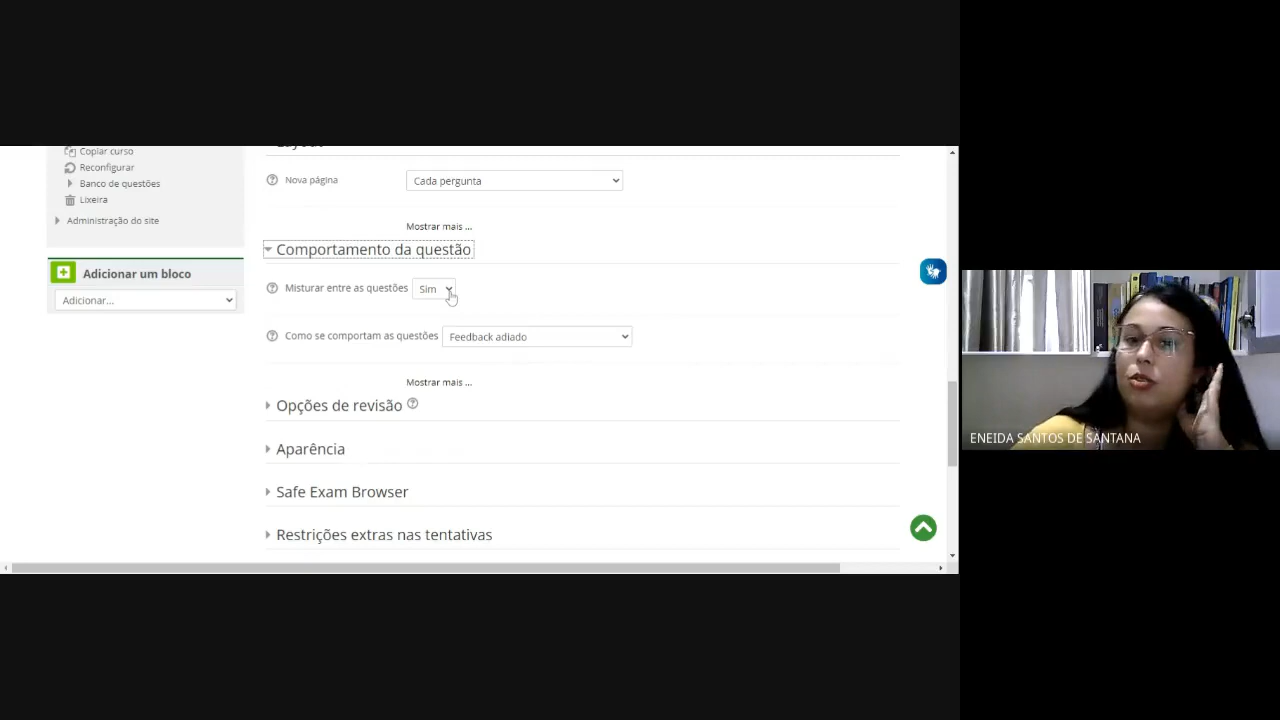 Copiar curso
Reconfigurar
Banco de questões
Lixeira
Administração do site
Adicionar um bloco
Adicionar...
Nova página
Cada pergunta
Mostrar mais ...
Comportamento da questão
Misturar entre as questões
Sim
Como se comportam as questões
Feedback adiado
Mostrar mais ...
Opções de revisão
Aparência
Safe Exam Browser
Restrições extras nas tentativas
ENEIDA SANTOS DE SANTANA